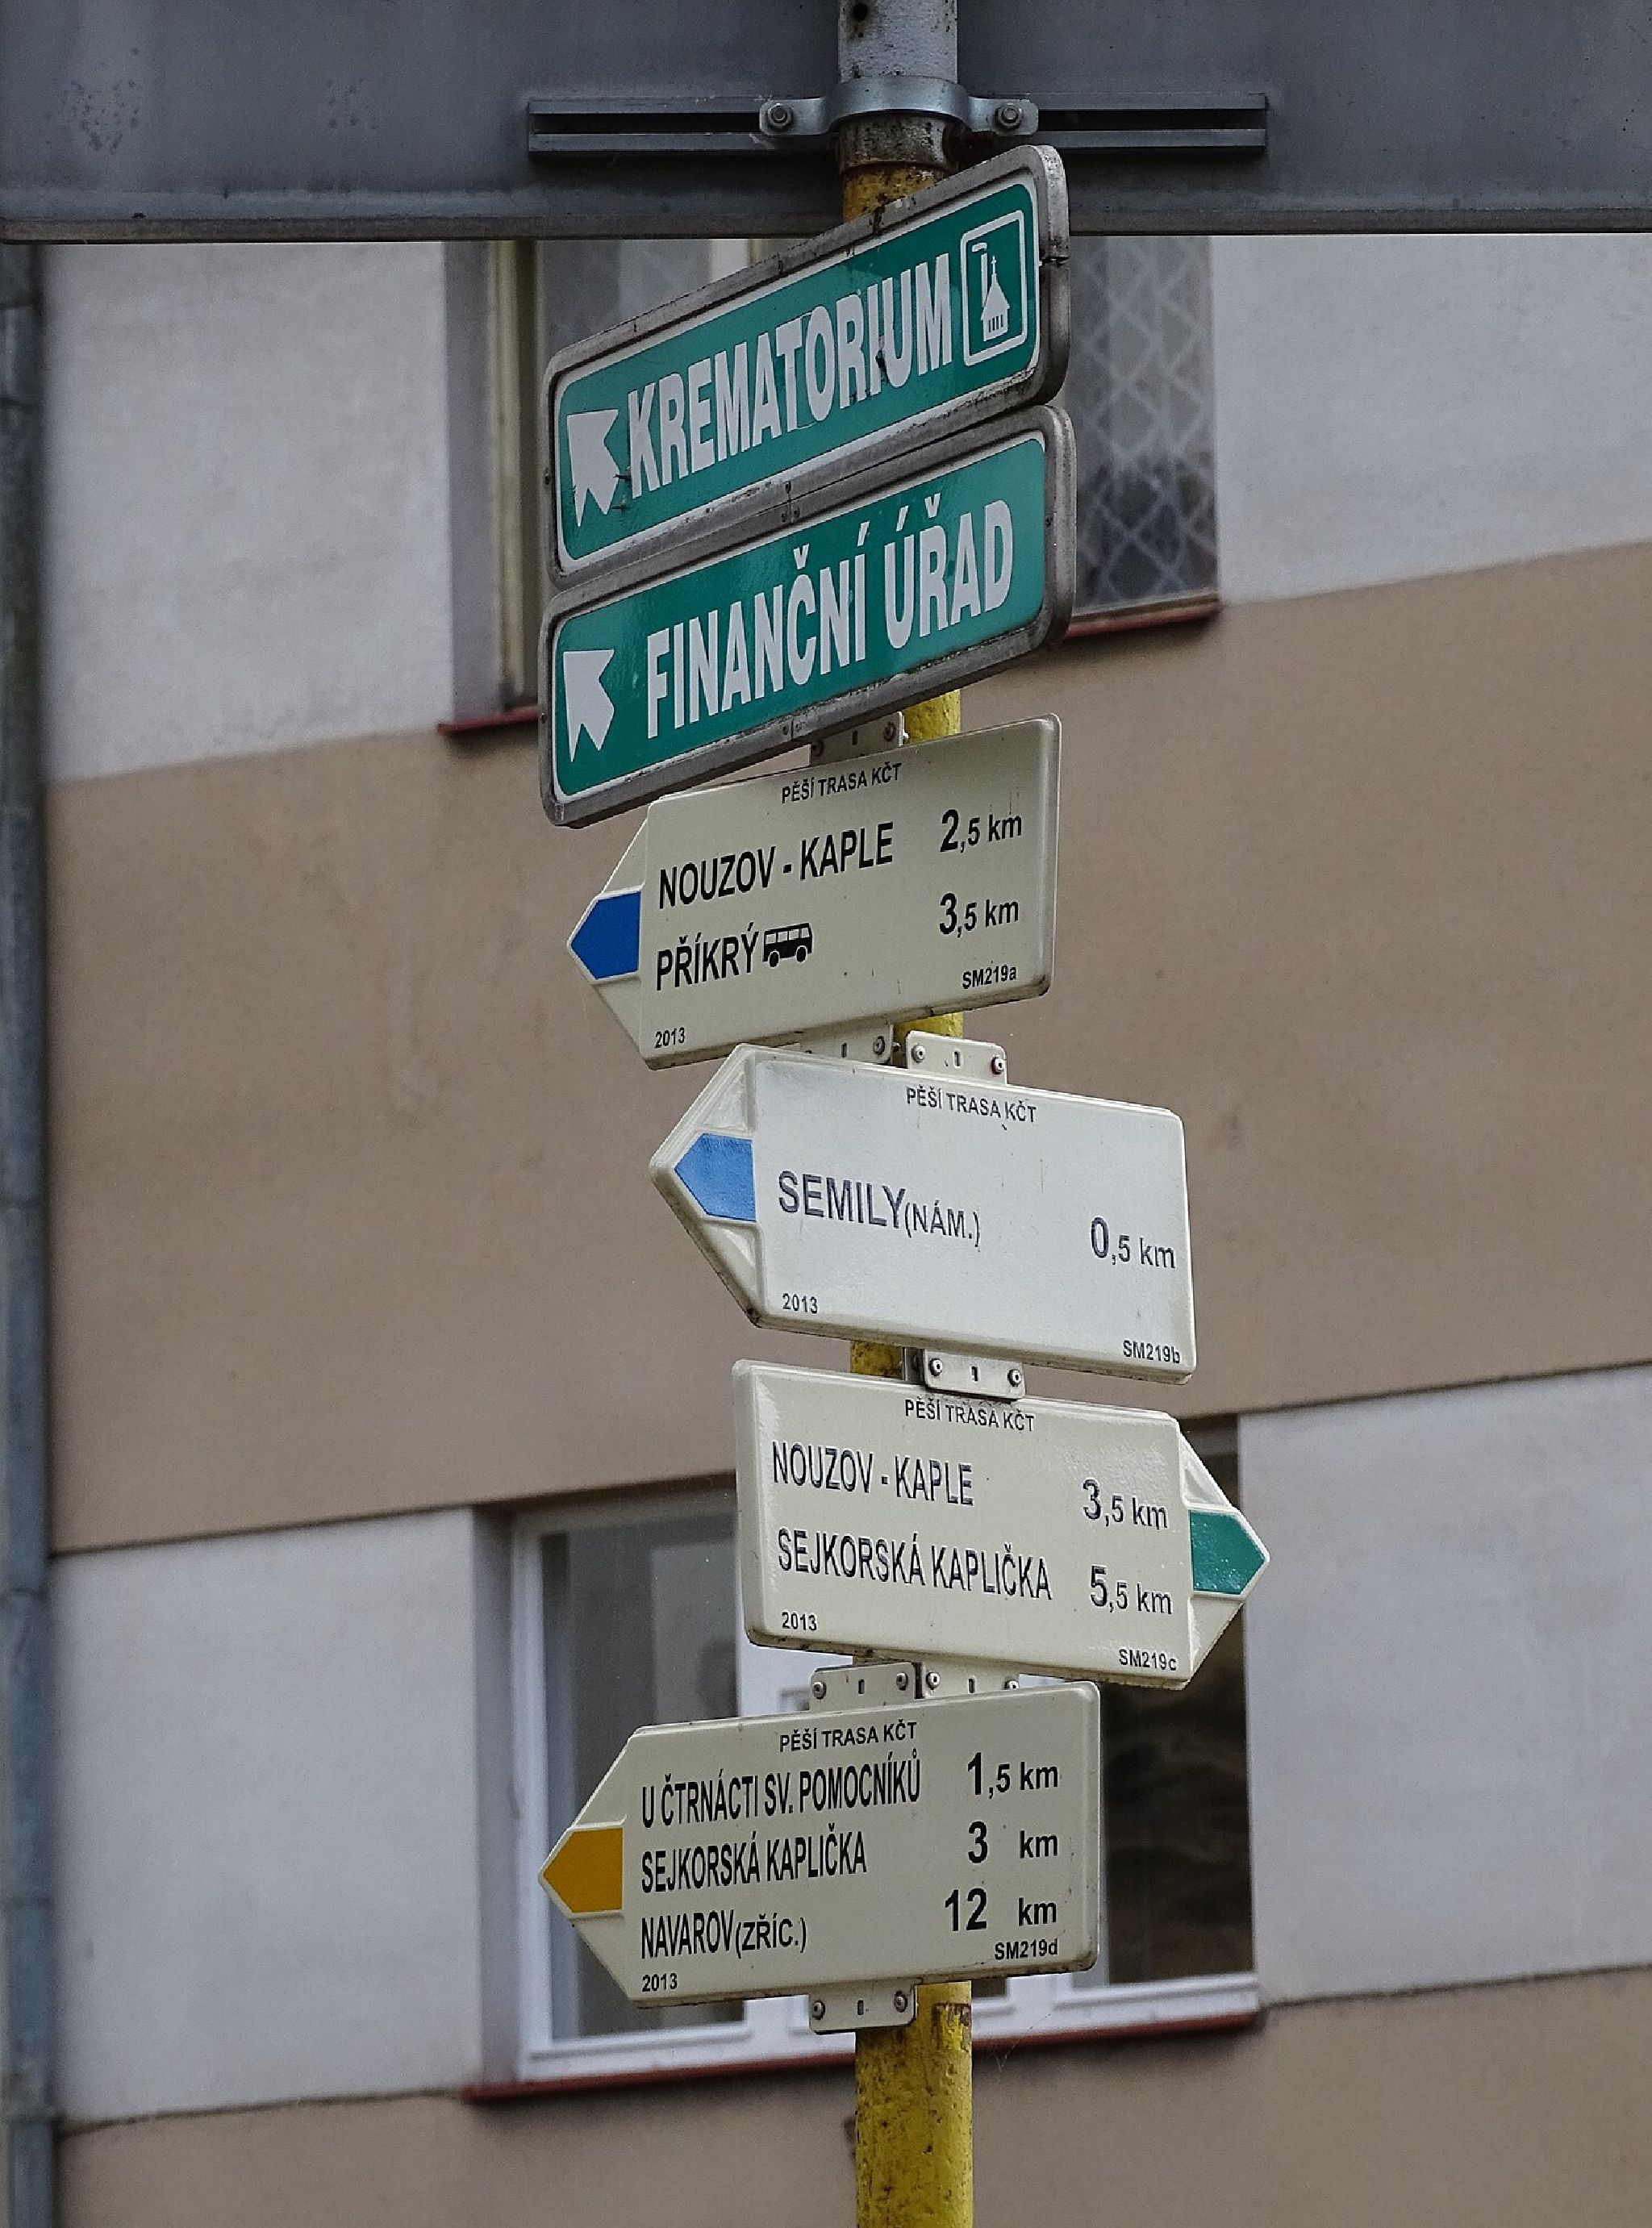 KREMATORIUM
FINANČNÍ ÚŘAD
PĚŠÍ TRASA KČT
NOUZOV - KAPLE 2,5 km
PŘÍKRÝ 3,5 km
SM219a
2013
PĚŠÍ TRASA KČT
SEMILY (NÁM.) 0,5 km
2013
SM219b
PĚŠÍ TRASA KČT
NOUZOV - KAPLE 3,5 km
SEJKORSKÁ KAPLIČKA 5,5 km
2013
SM219c
PĚŠÍ TRASA KČT
U ČTRNÁCTI SV. POMOCNÍKŮ 1,5 km
SEJKORSKÁ KAPLIČKA 3 km
NAVAROV (ZŘÍC.) 12 km
SM219d
2013